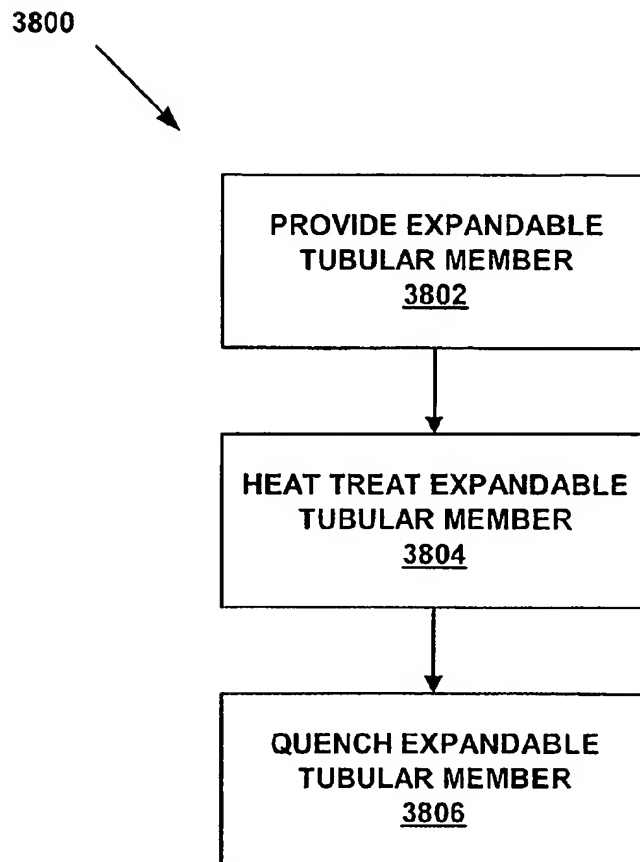 3800
PROVIDE EXPANDABLE
TUBULAR MEMBER
3802
HEAT TREAT EXPANDABLE
TUBULAR MEMBER
3804
QUENCH EXPANDABLE
TUBULAR MEMBER
3806